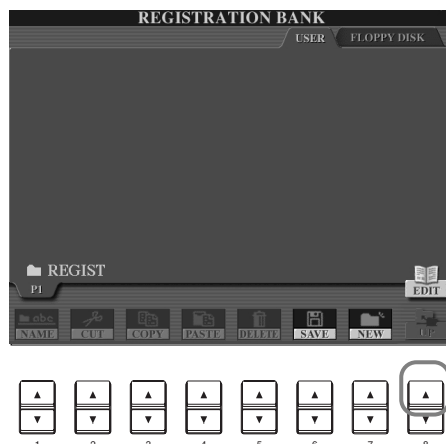 REGISTRATION BANK
USER FLOPPY DISK
REGIST
P1
EDIT
abc
NAME CUT COPY PASTE DELETE SAVE NEW UP
1 2 3 4 5 6 7 8